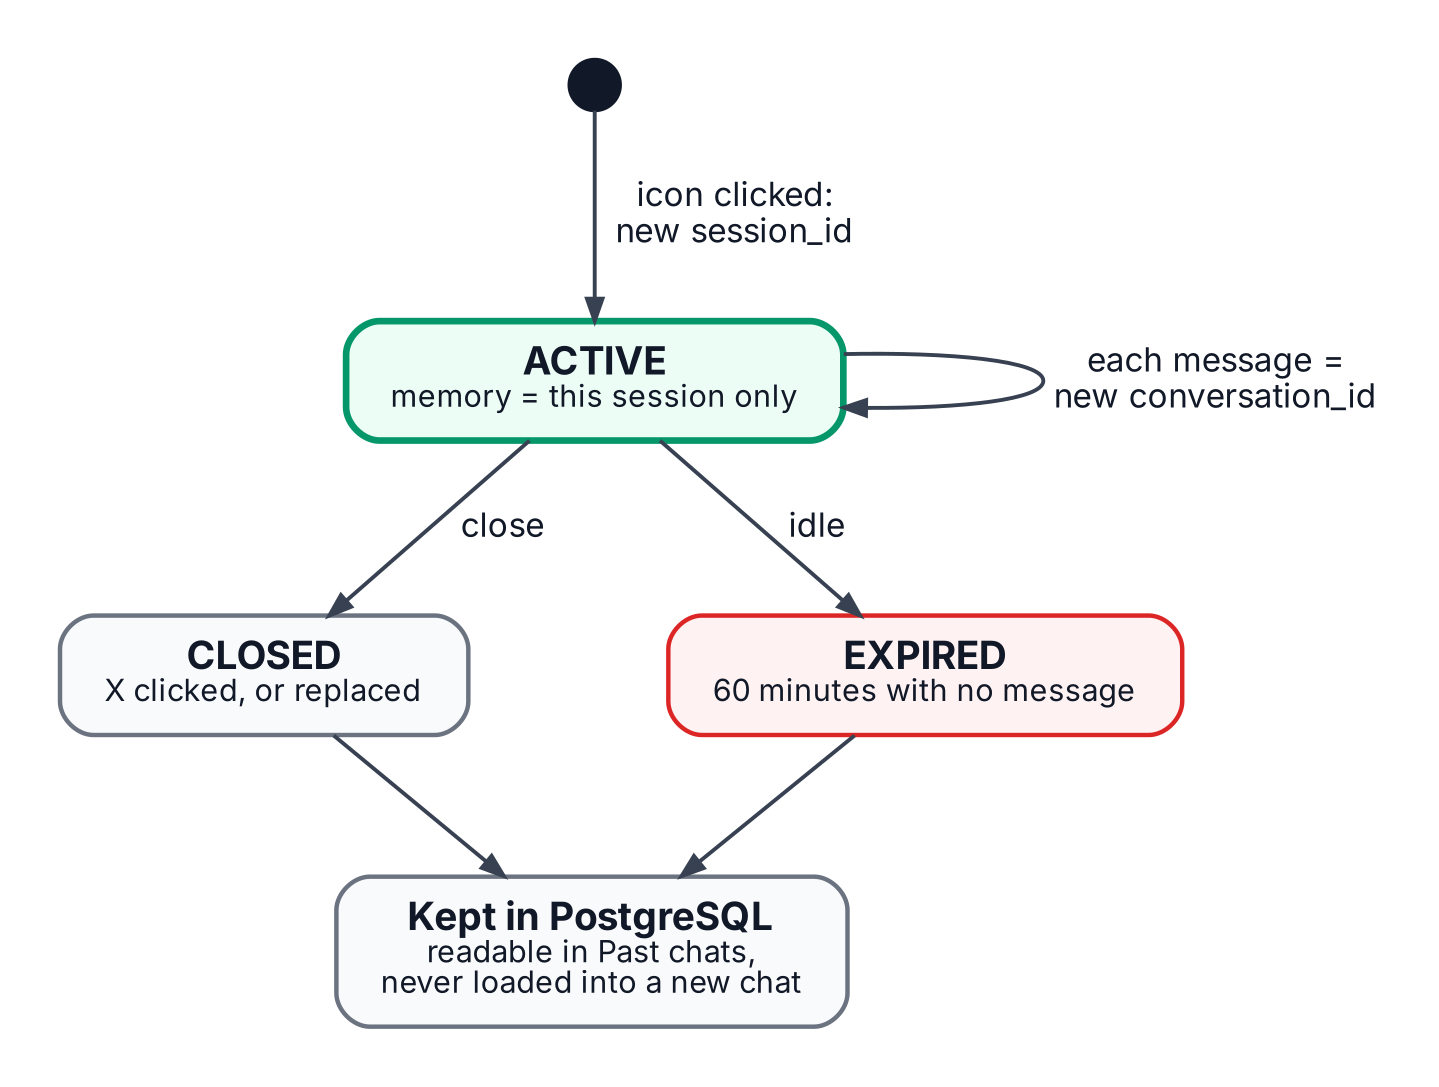 icon clicked:
new session_id
ACTIVE
memory = this session only
each message =
new conversation_id
close
idle
CLOSED
X clicked, or replaced
EXPIRED
60 minutes with no message
Kept in PostgreSQL
readable in Past chats,
never loaded into a new chat